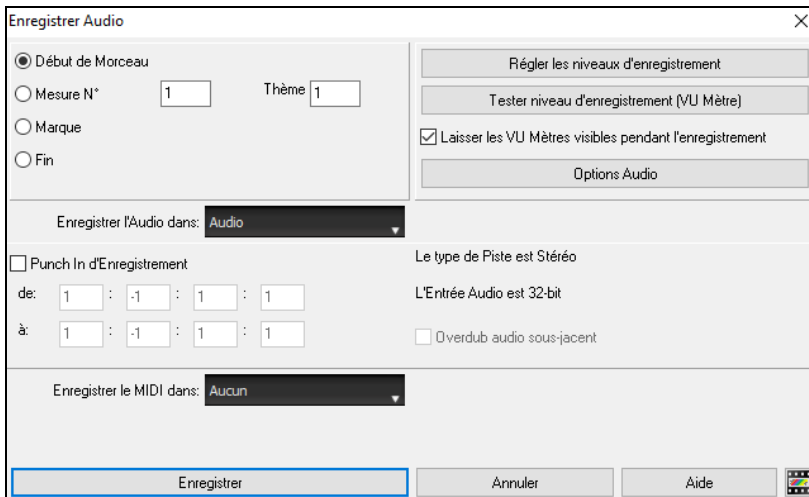 Enregistrer Audio
Début de Morceau
Mesure N° 1 Thème 1
Marque
Fin
Régler les niveaux d'enregistrement
Tester niveau d'enregistrement (VU Mètre)
Laisser les VU Mètres visibles pendant l'enregistrement
Options Audio
Enregistrer l'Audio dans: Audio
Punch In d'Enregistrement
de: 1 : -1 : 1 : 1
à: 1 : -1 : 1 : 1
Le type de Piste est Stéréo
L'Entrée Audio est 32-bit
Overdub audio sous-jacent
Enregistrer le MIDI dans: Aucun
Enregistrer Annuler Aide